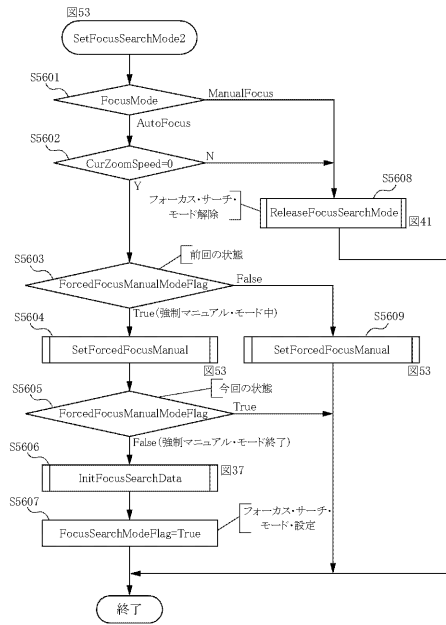 図53
SetFocusSearchMode2
S5601
FocusMode
ManualFocus
AutoFocus
S5602
CurZoomSpeed=0
N
Y
S5608
フォーカス・サーチ・
モード解除
ReleaseFocusSearchMode
図41
前回の状態
S5603
ForcedFocusManualModeFlag
False
True(強制マニュアル・モード中)
S5604
SetForcedFocusManual
図53
S5609
SetForcedFocusManual
図53
今回の状態
S5605
ForcedFocusManualModeFlag
True
False(強制マニュアル・モード終了)
S5606
InitFocusSearchData
図37
S5607
FocusSearchModeFlag=True
フォーカス・サーチ・
モード・設定
終了